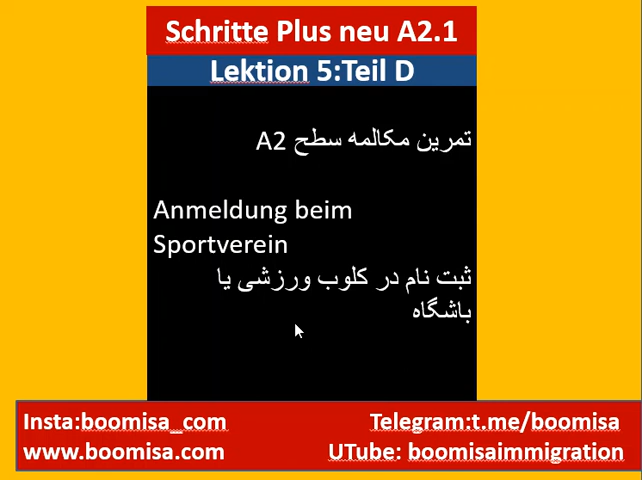 Schritte Plus neu A2.1
Lektion 5:Teil D
تمرین مکالمه سطح A2
Anmeldung beim
Sportverein
ثبت نام در کلوب ورزشی یا
باشگاه
Insta:boomisa_com
Telegram:t.me/boomisa
www.boomisa.com
UTube: boomisaimmigration